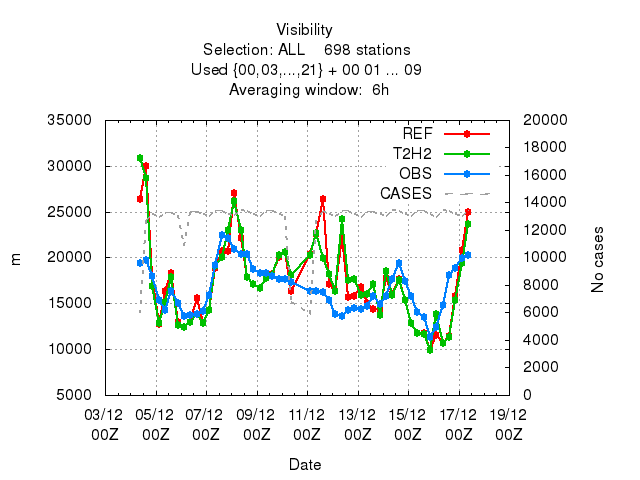 Visibility
Selection: ALL    698 stations
Used {00,03,...,21} + 00 01 ... 09
Averaging window:  6h
35000 20000
REF
30000 18000
T2H2
16000
OBS
25000 14000
CASES
12000
20000 10000
m No cases
15000 8000
6000
10000 4000
2000
5000 0
03/12 05/12 07/12 09/12 11/12 13/12 15/12 17/12 19/12
00Z 00Z 00Z 00Z 00Z 00Z 00Z 00Z 00Z
Date